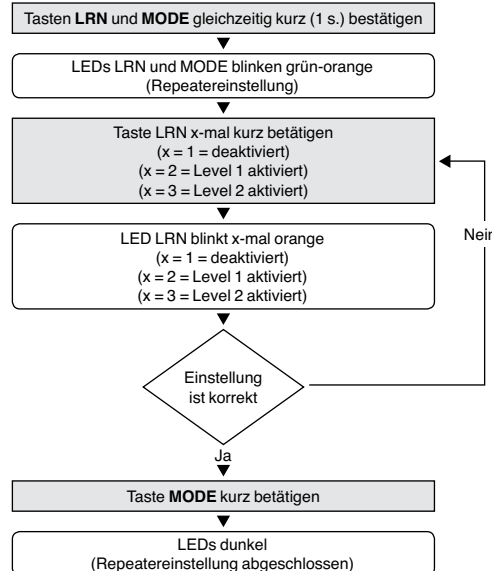 Tasten LRN und MODE gleichzeitig kurz (1 s.) bestätigen
LEDs LRN und MODE blinken grün-orange
(Repeatereinstellung)
Taste LRN x-mal kurz betätigen
(x = 1 = deaktiviert)
(x = 2 = Level 1 aktiviert)
(x = 3 = Level 2 aktiviert)
LED LRN blinkt x-mal orange
(x = 1 = deaktiviert)
(x = 2 = Level 1 aktiviert)
(x = 3 = Level 2 aktiviert)
Nein
Einstellung
ist korrekt
Ja
Taste MODE kurz betätigen
LEDs dunkel
(Repeatereinstellung abgeschlossen)